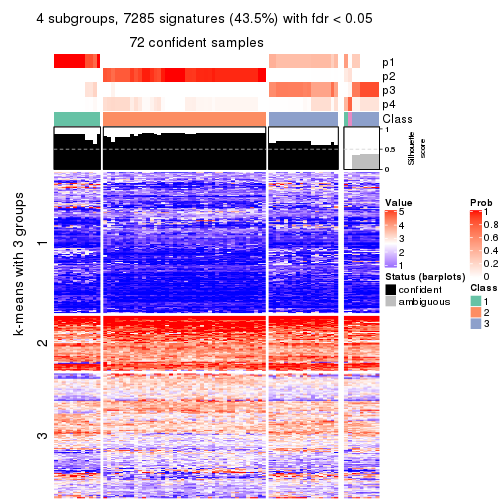 4 subgroups, 7285 signatures (43.5%) with fdr < 0.05
72 confident samples
p1
p2
p3
p4
Class
1
0.5
0
Silhouette
score
k-means with 3 groups
1
2
3
Value
5
4
3
2
1
Status (barplots)
confident
ambiguous
Prob
1
0.8
0.6
0.4
0.2
0
Class
1
2
3